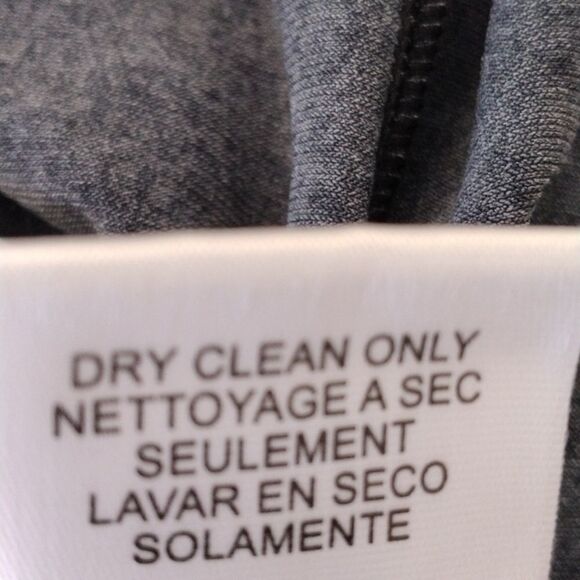 DRY CLEAN ONLY
NETTOYAGE A SEC
SEULEMENT
LAVAR EN SECO
SOLAMENTE